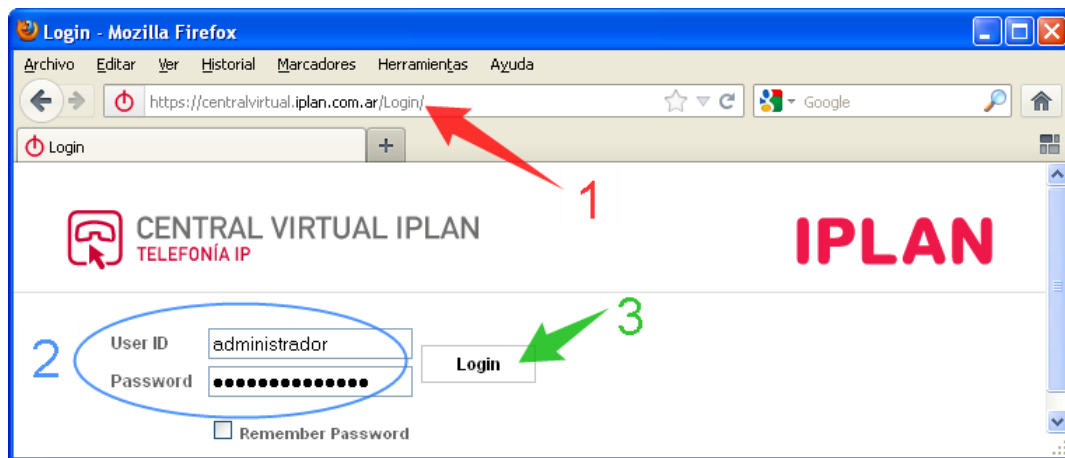 Login - Mozilla Firefox
Archivo Editar Ver Historial Marcadores Herramientas Ayuda
https://centralvirtual.iplan.com.ar/Login/ Google
Login +
1
CENTRAL VIRTUAL IPLAN
TELEFONÍA IP
IPLAN
2
User ID administrador
3
Login
Password ●●●●●●●●●●●●●●
Remember Password